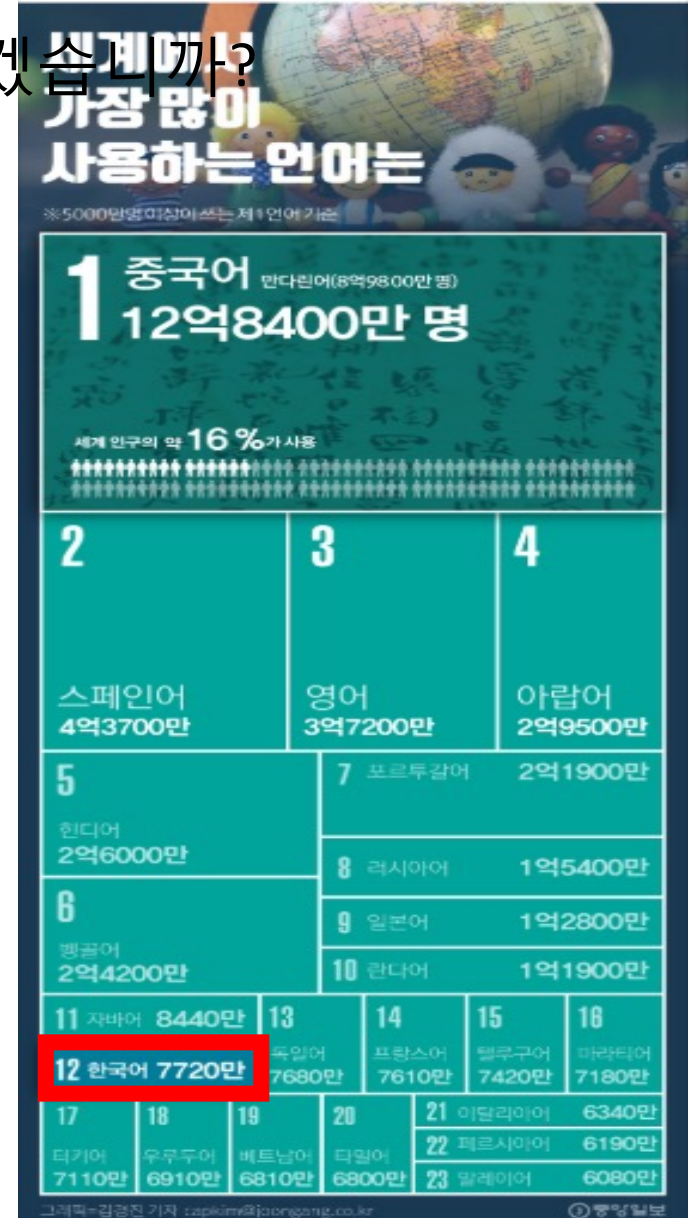 겠습니까?
세계에서
가장 많이
사용하는 언어는
※5000만명 이상이 쓰는 제1언어 기준
1 중국어 만다린어(8억9800만 명)
12억8400만 명
세계 인구의 약 16 %가 사용
2
스페인어
4억3700만
3
영어
3억7200만
4
아랍어
2억9500만
5
힌디어
2억6000만
6
벵골어
2억4200만
7 포르투갈어 2억1900만
8 러시아어 1억5400만
9 일본어 1억2800만
10 란다어 1억1900만
11 자바어 8440만
12 한국어 7720만
13
독일어
7680만
14
프랑스어
7610만
15
텔루구어
7420만
16
마라티어
7180만
17
터키어
7110만
18
우루두어
6910만
19
베트남어
6810만
20
타밀어
6800만
21 이탈리아어 6340만
22 페르시아어 6190만
23 말레이어 6080만
그래픽=김경진 기자 capkim@joongang.co.kr
중앙일보